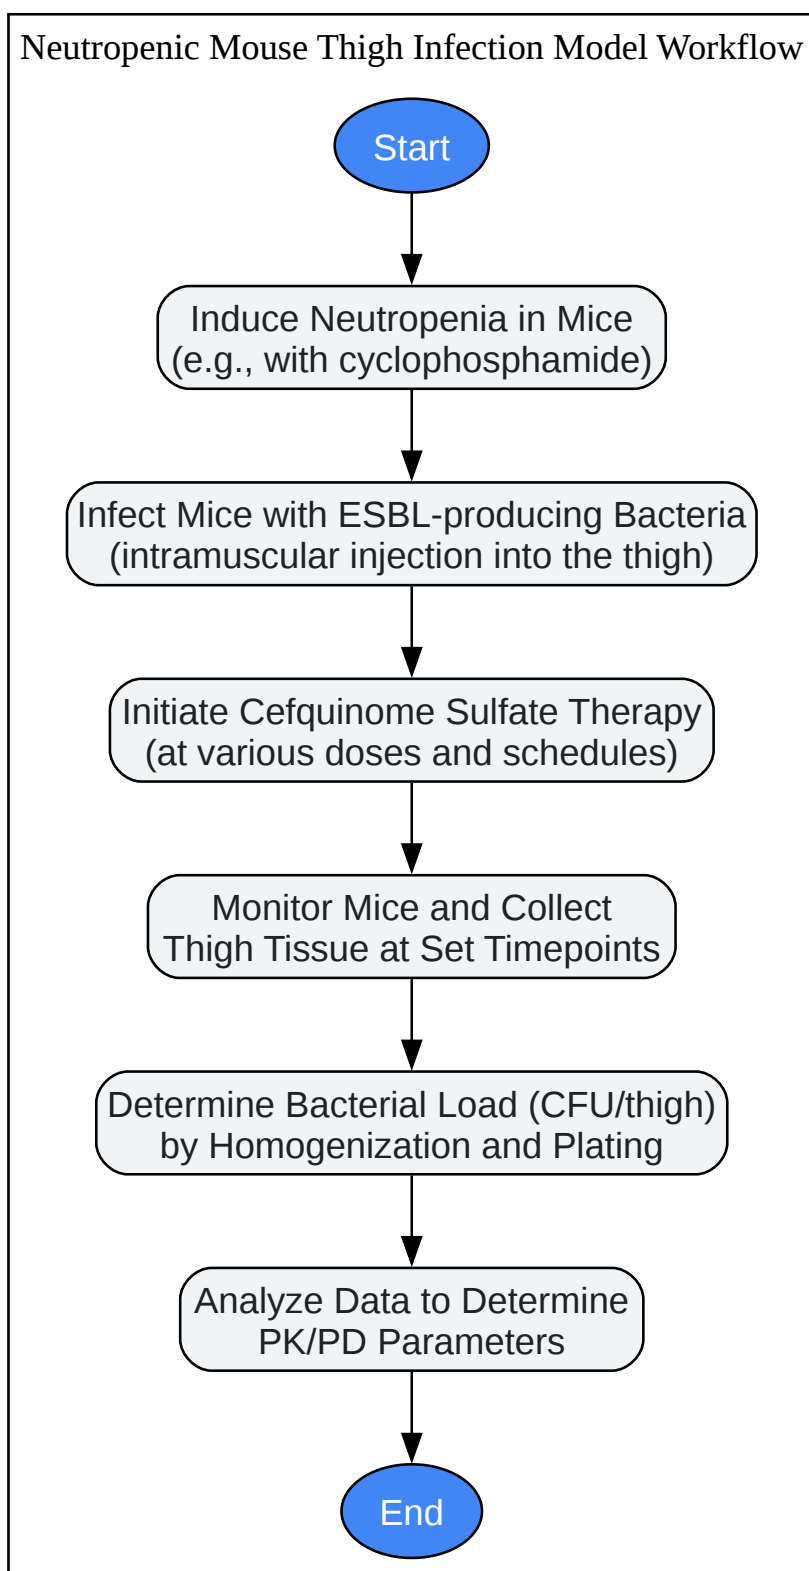 Neutropenic Mouse Thigh Infection Model Workflow
Start
Induce Neutropenia in Mice
(e.g., with cyclophosphamide)
Infect Mice with ESBL-producing Bacteria
(intramuscular injection into the thigh)
Initiate Cefquinome Sulfate Therapy
(at various doses and schedules)
Monitor Mice and Collect
Thigh Tissue at Set Timepoints
Determine Bacterial Load (CFU/thigh)
by Homogenization and Plating
Analyze Data to Determine
PK/PD Parameters
End